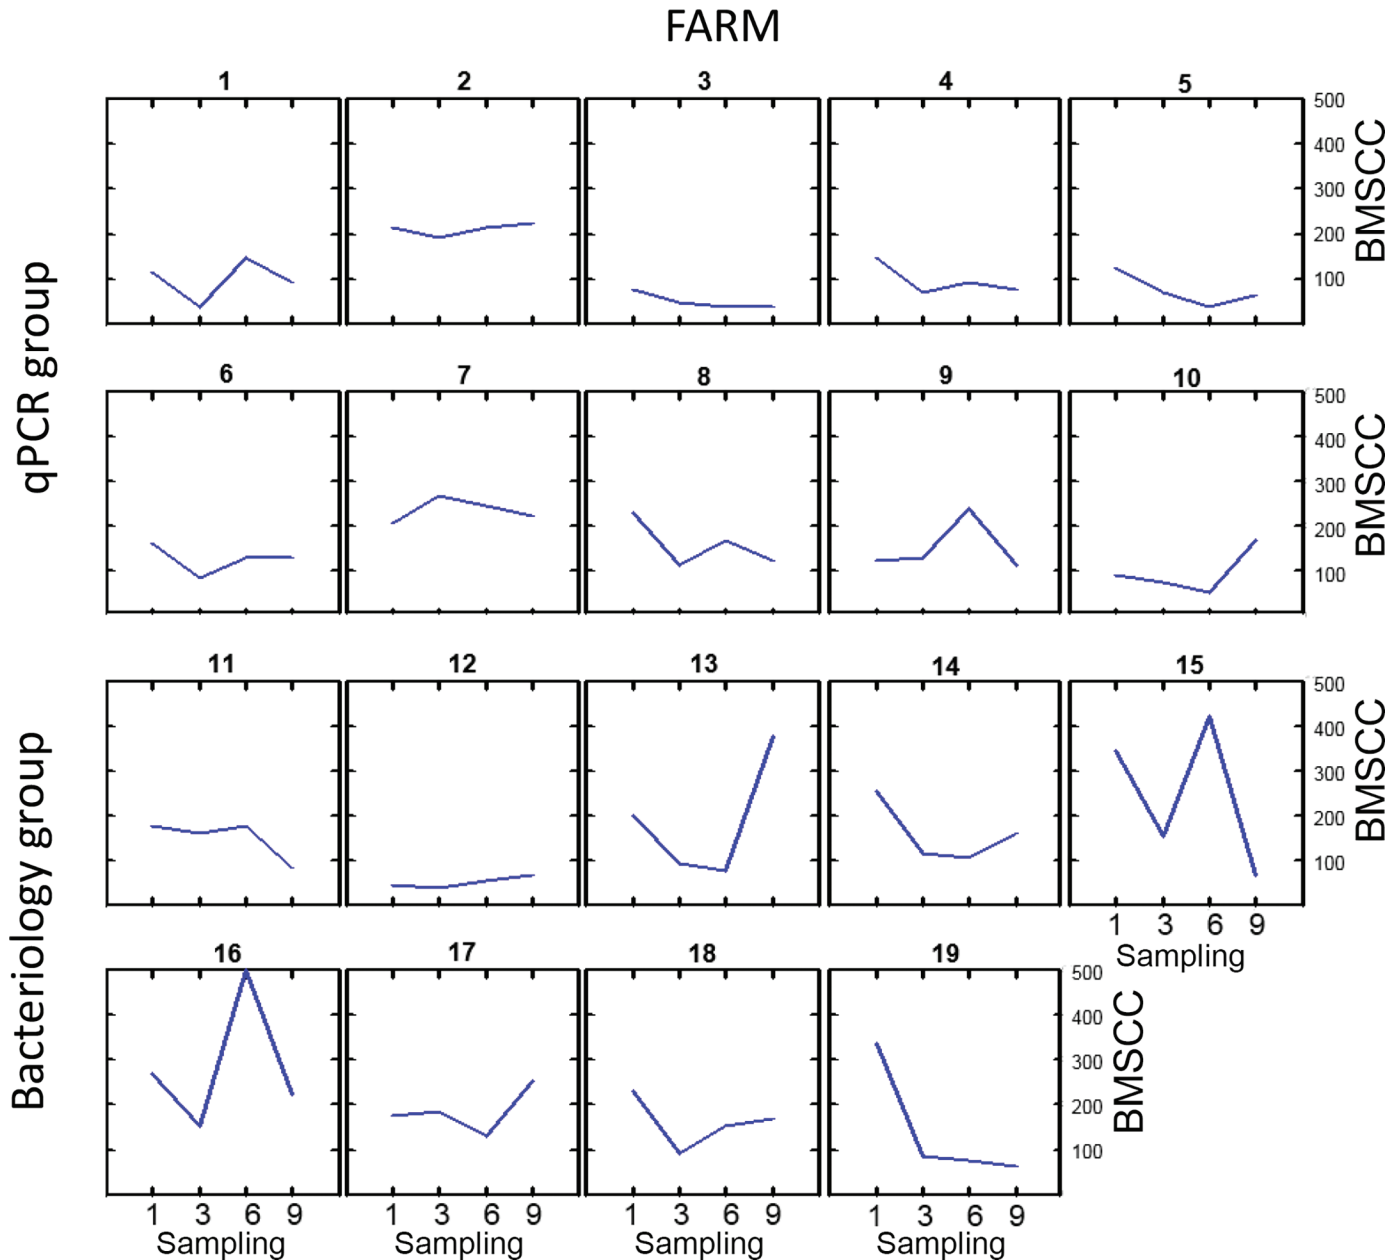 FARM
1 2 3 4 5
500
400
300
200
100
BMSCC
qPCR group
6 7 8 9 10
500
400
300
200
100
BMSCC
11 12 13 14 15
500
400
300
200
100
BMSCC
1 3 6 9
Sampling
Bacteriology group
16 17 18 19
500
400
300
200
100
BMSCC
1 3 6 9 1 3 6 9 1 3 6 9 1 3 6 9
Sampling Sampling Sampling Sampling